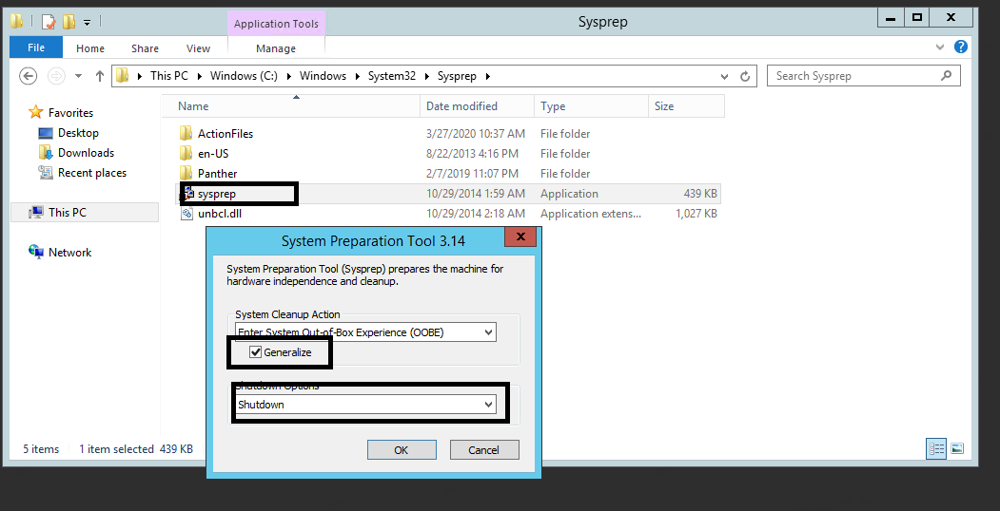 Application Tools
Sysprep
File Home Share View Manage
This PC Windows (C:) Windows System32 Sysprep
Search Sysprep
Favorites
Desktop
Downloads
Recent places
This PC
Network
Name Date modified Type Size
ActionFiles 3/27/2020 10:37 AM File folder
en-US 8/22/2013 4:16 PM File folder
Panther 2/7/2019 11:07 PM File folder
sysprep 10/29/2014 1:59 AM Application 439 KB
unbcl.dll 10/29/2014 2:18 AM Application extens... 1,027 KB
System Preparation Tool 3.14
System Preparation Tool (Sysprep) prepares the machine for
hardware independence and cleanup.
System Cleanup Action
Enter System Out-of-Box Experience (OOBE)
Generalize
Shutdown Options
Shutdown
OK Cancel
5 items 1 item selected 439 KB